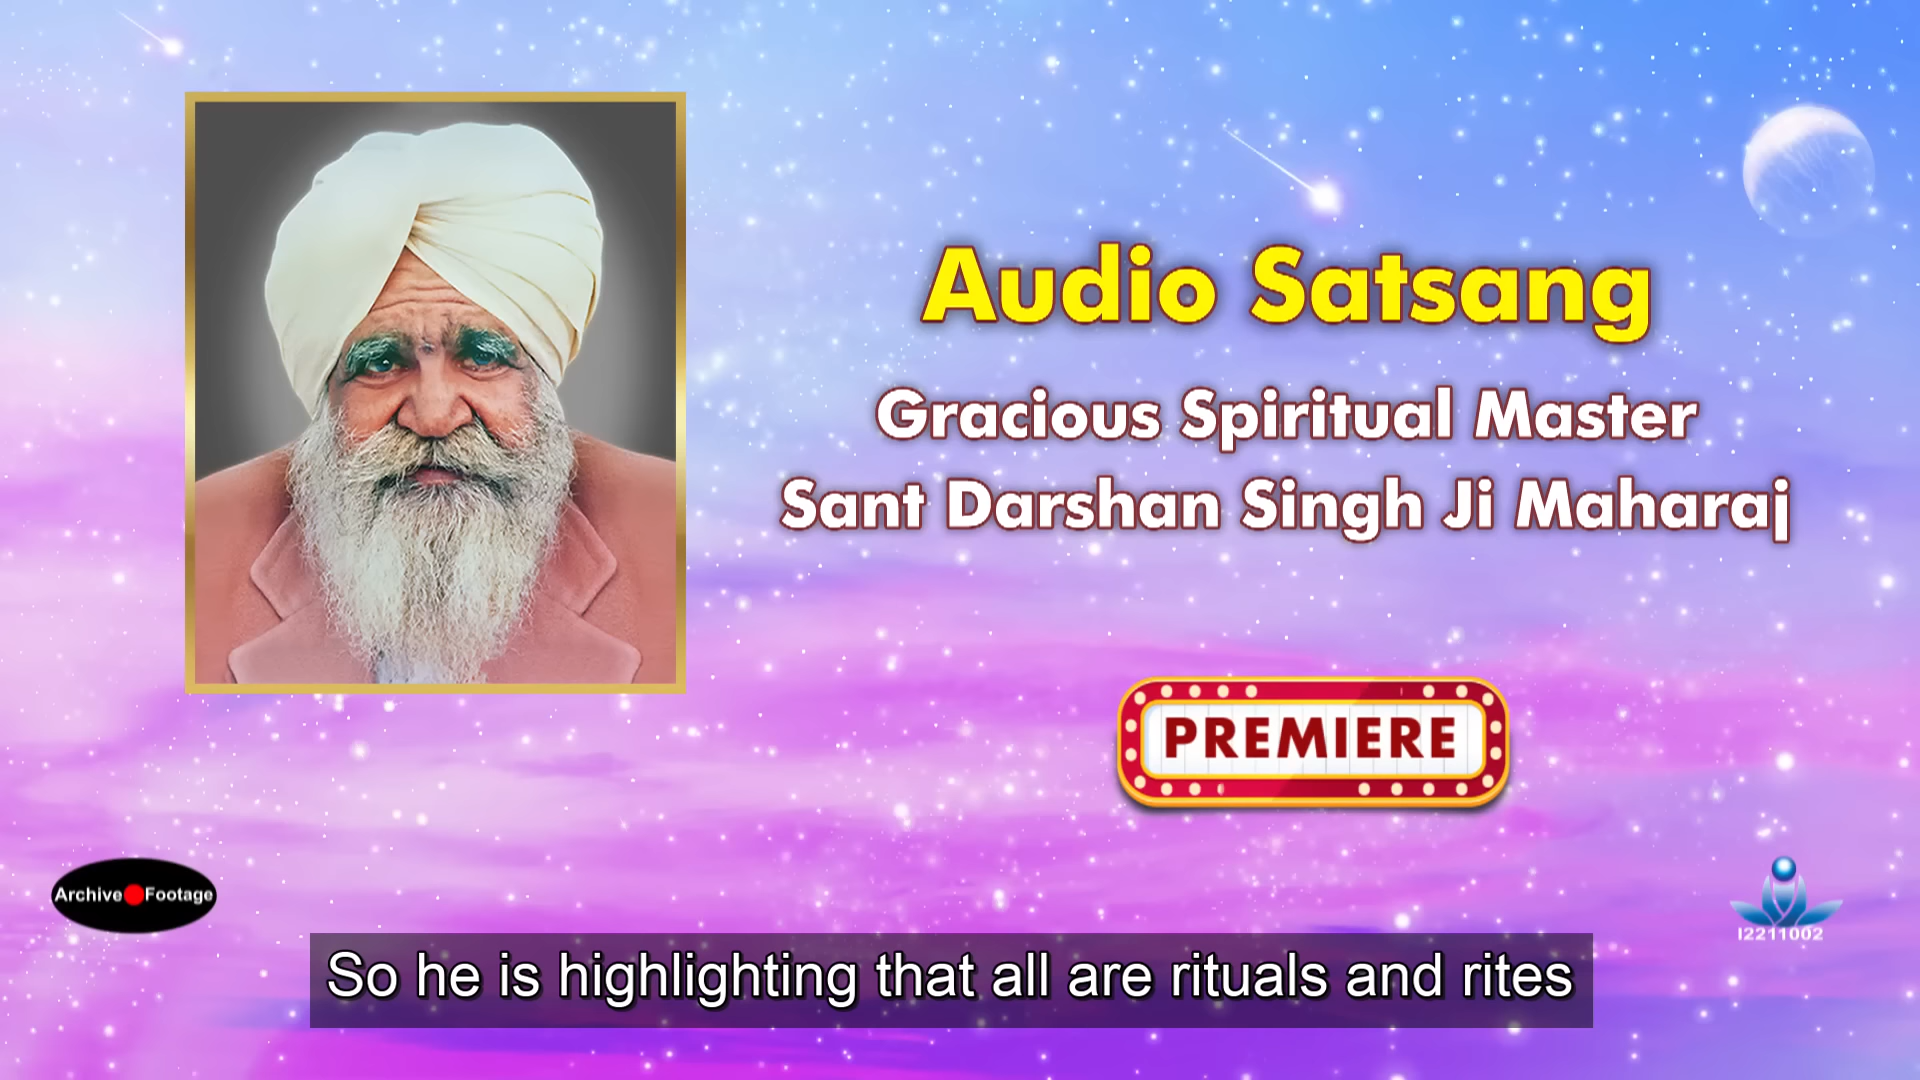 Audio Satsang
Gracious Spiritual Master
Sant Darshan Singh Ji Maharaj
PREMIERE
Archive Footage
I2211002
So he is highlighting that all are rituals and rites